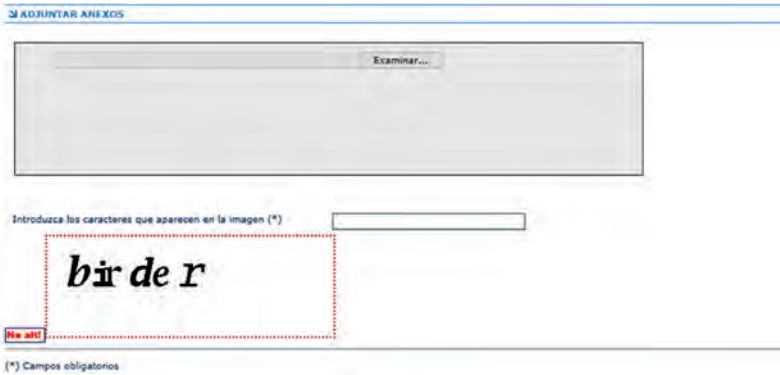 ADJUNTAR ANEXOS
Examinar...
Introduzca los caracteres que aparecen en la imagen (*)
bir de r
No alt!
(*) Campos obligatorios